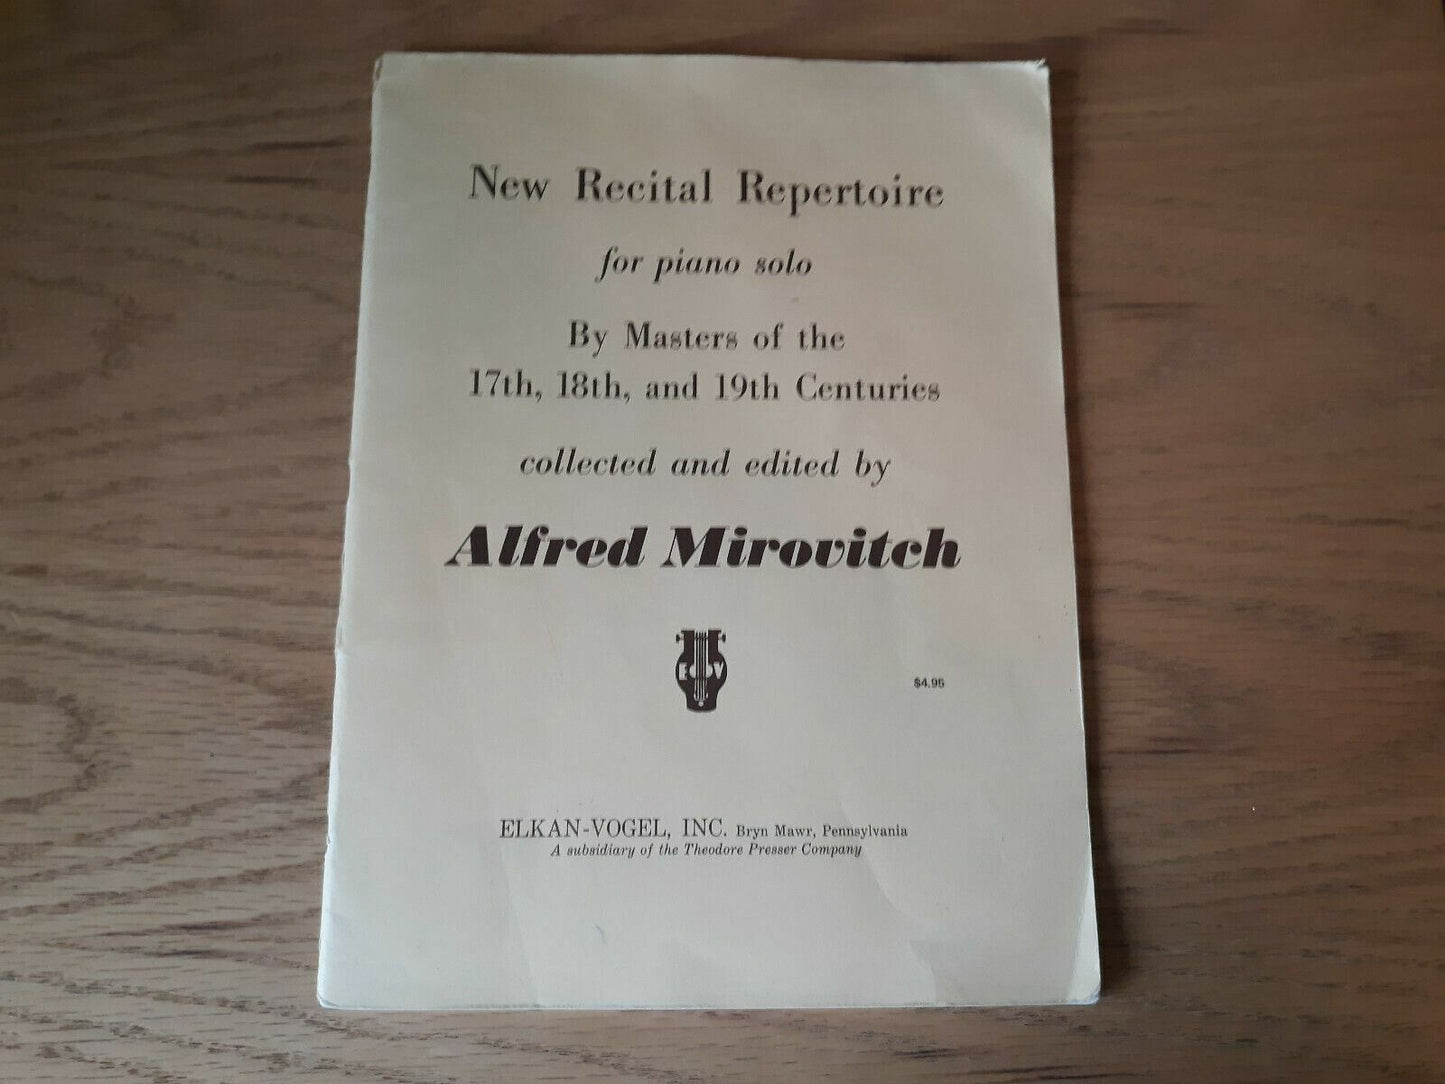 New Recital Repertoire
for piano solo
By Masters of the
17th, 18th, and 19th Centuries
collected and edited by
Alfred Mirovitch
E V
$4.95
ELKAN-VOGEL, INC. Bryn Mawr, Pennsylvania
A subsidiary of the Theodore Presser Company